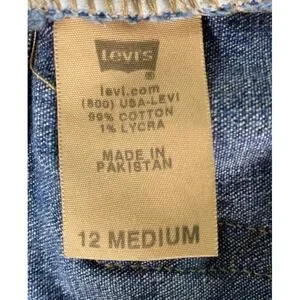 LEVI'S
levi.com
(800) USA-LEVI
99% COTTON
1% LYCRA
MADE IN
PAKISTAN
12 MEDIUM